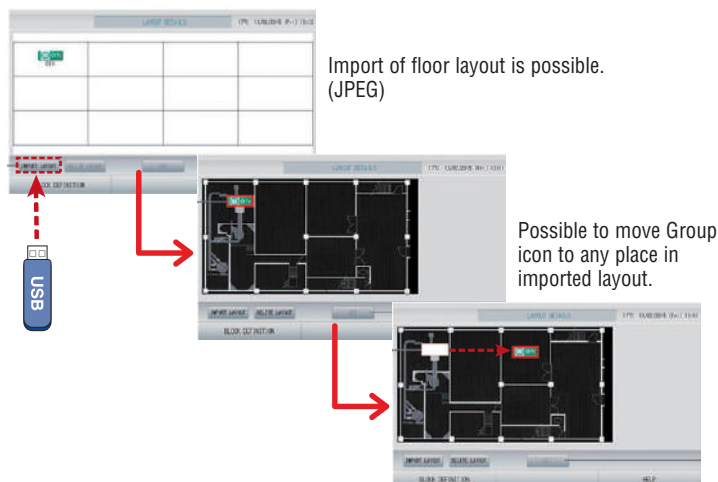 LAYOUT DETAILS
Import of floor layout is possible.
(JPEG)
IMPORT LAYOUT
DELETE LAYOUT
BLOCK DEFINITION
USB
LAYOUT DETAILS
Possible to move Group
icon to any place in
imported layout.
IMPORT LAYOUT
DELETE LAYOUT
BLOCK DEFINITION
LAYOUT DETAILS
IMPORT LAYOUT
DELETE LAYOUT
BLOCK DEFINITION
HELP